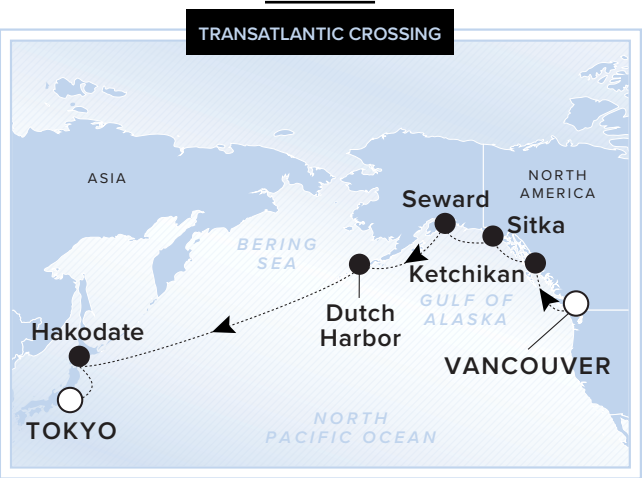 TRANSATLANTIC CROSSING
ASIA
NORTH
AMERICA
Seward
Sitka
BERING
SEA
Ketchikan
GULF OF
ALASKA
Dutch
Harbor
Hakodate
VANCOUVER
TOKYO
NORTH
PACIFIC OCEAN